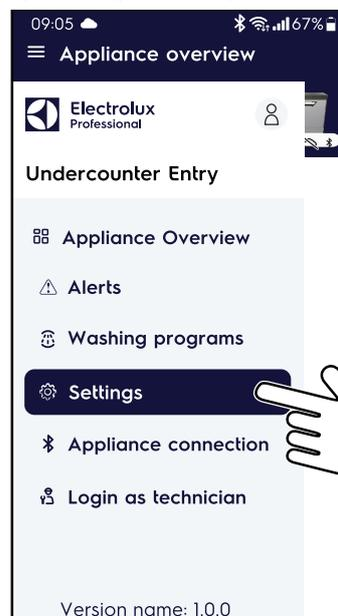 09:05 67%
Appliance overview
Electrolux
Professional
Undercounter Entry
Appliance Overview
Alerts
Washing programs
Settings
Appliance connection
Login as technician
Version name: 1.0.0